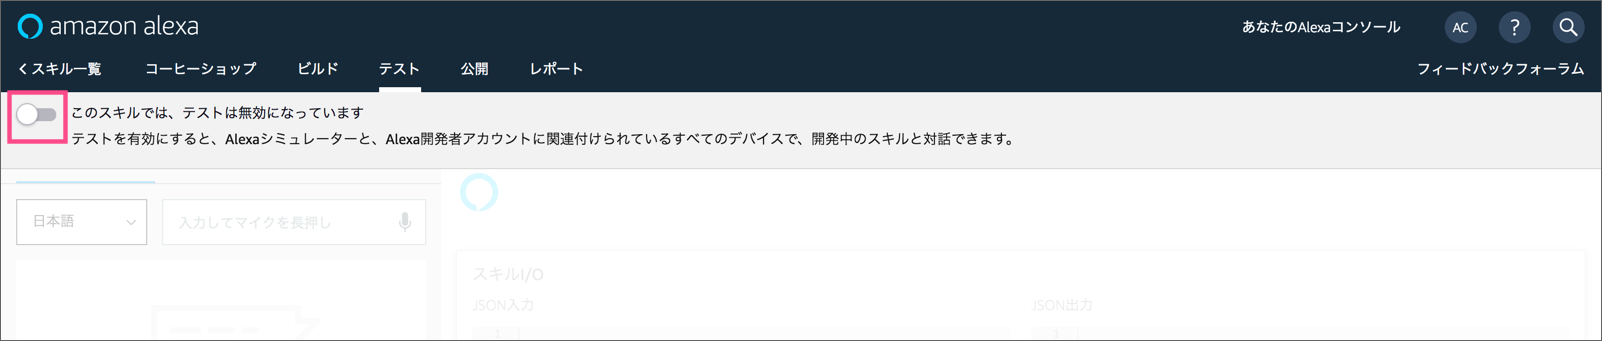 amazon alexa
あなたのAlexaコンソール
AC
?
スキル一覧
コーヒーショップ
ビルド
テスト
公開
レポート
フィードバックフォーラム
このスキルでは、テストは無効になっています
テストを有効にすると、Alexaシミュレーターと、Alexa開発者アカウントに関連付けられているすべてのデバイスで、開発中のスキルと対話できます。
日本語
入力してマイクを長押し
スキルI/O
JSON入力
JSON出力
1
1